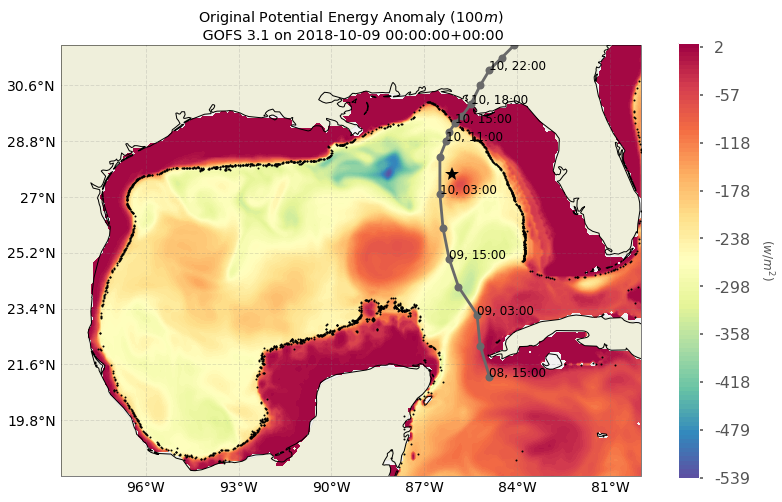 Original Potential Energy Anomaly (100m)
GOFS 3.1 on 2018-10-09 00:00:00+00:00
30.6°N
28.8°N
27°N
25.2°N
23.4°N
21.6°N
19.8°N
96°W
93°W
90°W
87°W
84°W
81°W
10, 22:00
10, 18:00
10, 15:00
10, 11:00
10, 03:00
09, 15:00
09, 03:00
08, 15:00
2
-57
-118
-178
-238
-298
-358
-418
-479
-539
(W/m²)